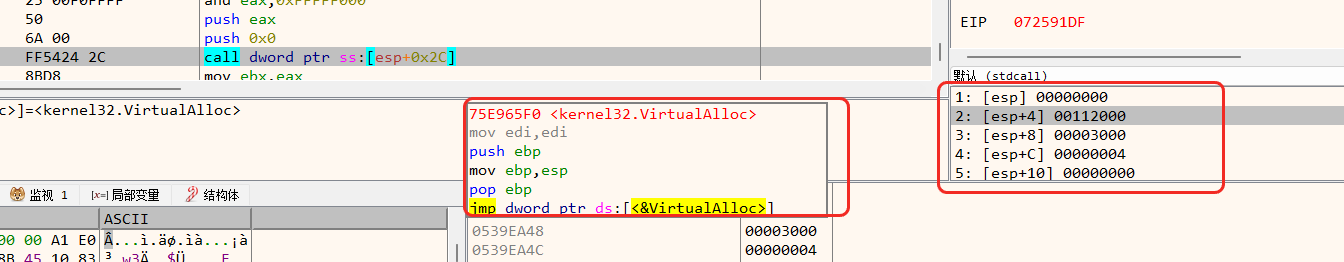 25 00F0FFFF and eax,0xFFFFF000
50 push eax
6A 00 push 0x0
FF5424 2C call dword ptr ss:[esp+0x2C]
8BD8 mov ebx,eax
EIP 072591DF
默认 (stdcall)
1: [esp] 00000000
2: [esp+4] 00112000
3: [esp+8] 00003000
4: [esp+C] 00000004
5: [esp+10] 00000000
c>]=<kernel32.VirtualAlloc>
75E965F0 <kernel32.VirtualAlloc>
mov edi,edi
push ebp
mov ebp,esp
pop ebp
jmp dword ptr ds:[<&VirtualAlloc>]
监视 1 [x=] 局部变量 结构体
ASCII
00 00 A1 E0 Â...ì.äø.ìà...¡à
8B 45 10 83
0539EA48 00003000
0539EA4C 00000004